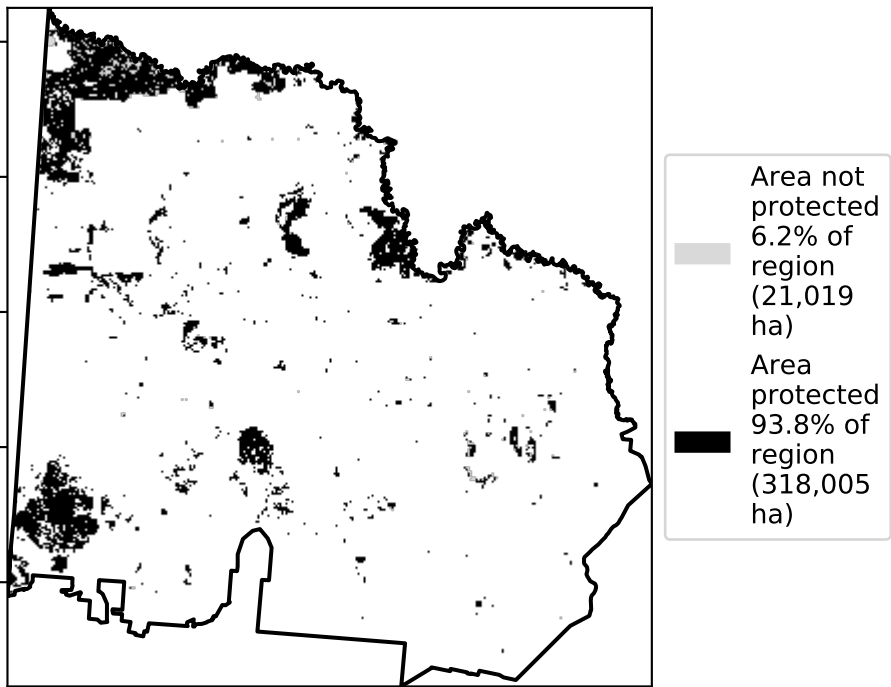 Area not
protected
6.2% of
region
(21,019
ha)
Area
protected
93.8% of
region
(318,005
ha)